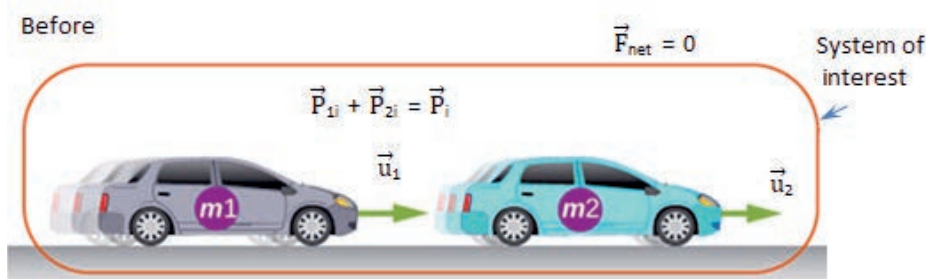 Before
F⃗net = 0
System of
interest
P⃗1i + P⃗2i = P⃗i
u⃗1
u⃗2
m1
m2